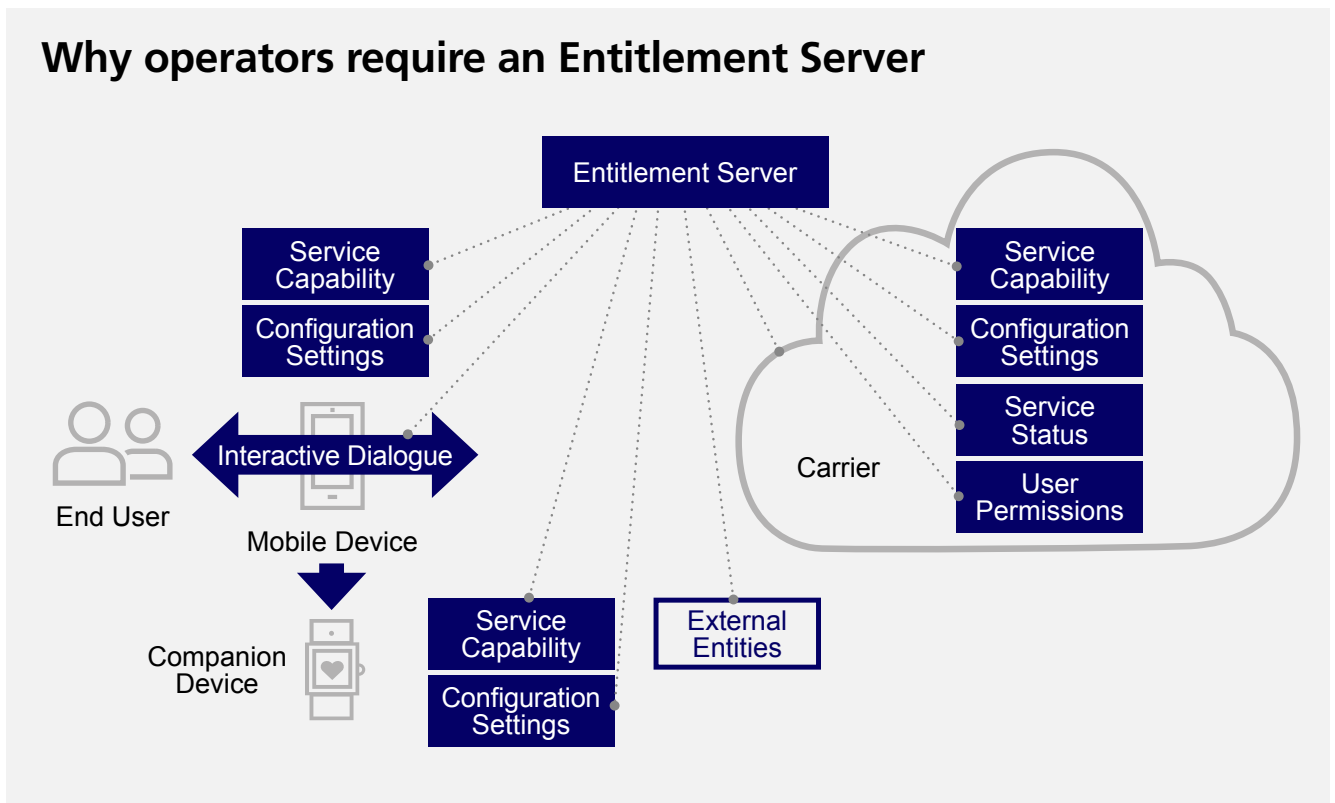 Why operators require an Entitlement Server
Entitlement Server
Service
Capability
Configuration
Settings
Interactive Dialogue
End User
Mobile Device
Companion
Device
Service
Capability
Configuration
Settings
External
Entities
Carrier
Service
Capability
Configuration
Settings
Service
Status
User
Permissions